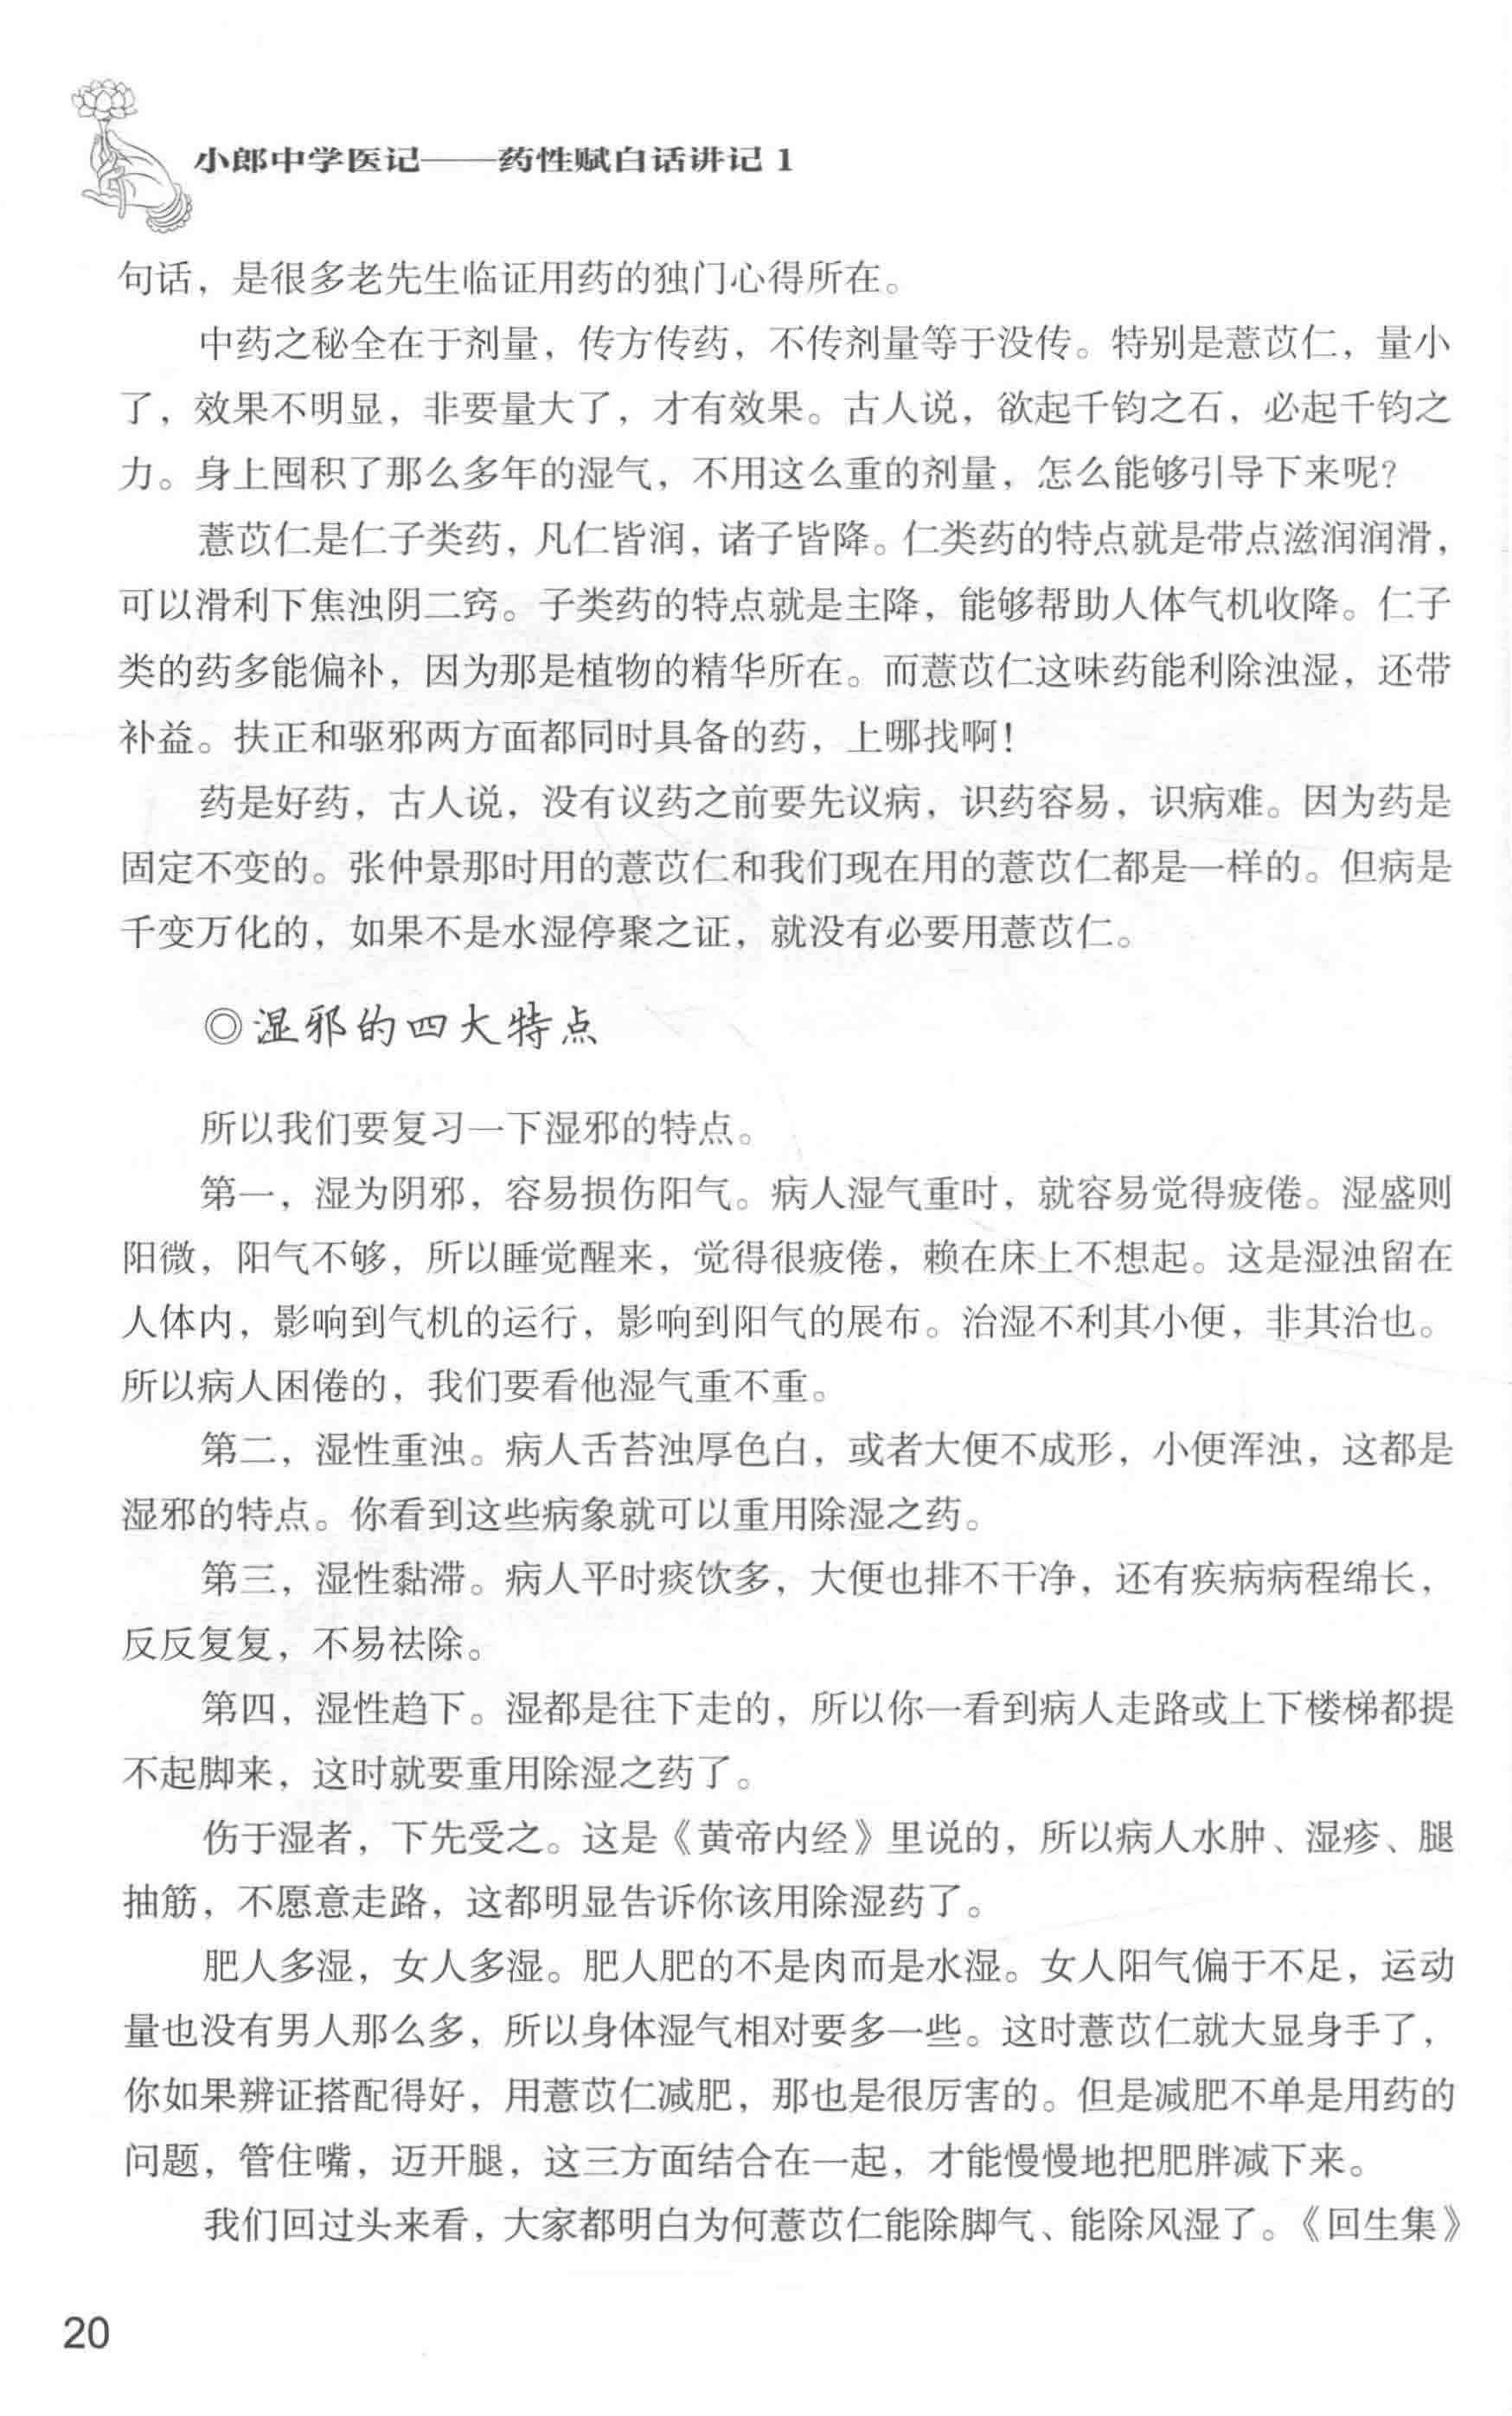 小郎中学医记——药性赋白话讲记 1
句话，是很多老先生临证用药的独门心得所在。
中药之秘全在于剂量，传方传药，不传剂量等于没传。特别是薏苡仁，量小
了，效果不明显，非要量大了，才有效果。古人说，欲起千钧之石，必起千钧之
力。身上囤积了那么多年的湿气，不用这么重的剂量，怎么能够引导下来呢？
薏苡仁是仁子类药，凡仁皆润，诸子皆降。仁类药的特点就是带点滋润润滑，
可以滑利下焦浊阴二窍。子类药的特点就是主降，能够帮助人体气机收降。仁子
类的药多能偏补，因为那是植物的精华所在。而薏苡仁这味药能利除浊湿，还带
补益。扶正和驱邪两方面都同时具备的药，上哪找啊！
药是好药，古人说，没有议药之前要先议病，识药容易，识病难。因为药是
固定不变的。张仲景那时用的薏苡仁和我们现在用的薏苡仁都是一样的。但病是
千变万化的，如果不是水湿停聚之证，就没有必要用薏苡仁。
◎湿邪的四大特点
所以我们要复习一下湿邪的特点。
第一，湿为阴邪，容易损伤阳气。病人湿气重时，就容易觉得疲倦。湿盛则
阳微，阳气不够，所以睡觉醒来，觉得很疲倦，赖在床上不想起。这是湿浊留在
人体内，影响到气机的运行，影响到阳气的展布。治湿不利其小便，非其治也。
所以病人困倦的，我们要看他湿气重不重。
第二，湿性重浊。病人舌苔浊厚色白，或者大便不成形，小便浑浊，这都是
湿邪的特点。你看到这些病象就可以重用除湿之药。
第三，湿性黏滞。病人平时痰饮多，大便也排不干净，还有疾病病程绵长，
反反复复，不易祛除。
第四，湿性趋下。湿都是往下走的，所以你一看到病人走路或上下楼梯都提
不起脚来，这时就要重用除湿之药了。
伤于湿者，下先受之。这是《黄帝内经》里说的，所以病人水肿、湿疹、腿
抽筋，不愿意走路，这都明显告诉你该用除湿药了。
肥人多湿，女人多湿。肥人肥的不是肉而是水湿。女人阳气偏于不足，运动
量也没有男人那么多，所以身体湿气相对要多一些。这时薏苡仁就大显身手了，
你如果辨证搭配得好，用薏苡仁减肥，那也是很厉害的。但是减肥不单是用药的
问题，管住嘴，迈开腿，这三方面结合在一起，才能慢慢地把肥胖减下来。
我们回过头来看，大家都明白为何薏苡仁能除脚气、能除风湿了。《回生集》
20